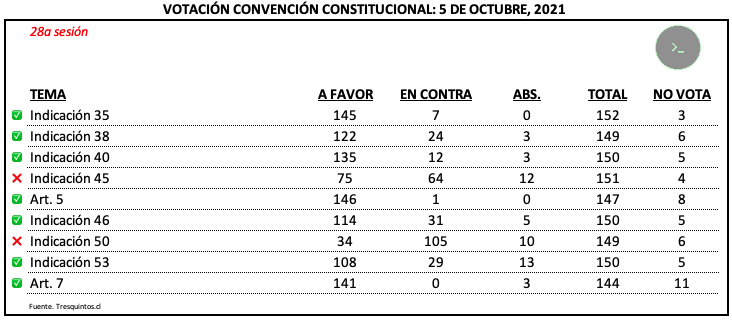 VOTACIÓN CONVENCIÓN CONSTITUCIONAL: 5 DE OCTUBRE, 2021
28a sesión
>_
TEMA A FAVOR EN CONTRA ABS. TOTAL NO VOTA
Indicación 35 145 7 0 152 3
Indicación 38 122 24 3 149 6
Indicación 40 135 12 3 150 5
Indicación 45 75 64 12 151 4
Art. 5 146 1 0 147 8
Indicación 46 114 31 5 150 5
Indicación 50 34 105 10 149 6
Indicación 53 108 29 13 150 5
Art. 7 141 0 3 144 11
Fuente. Tresquintos.cl